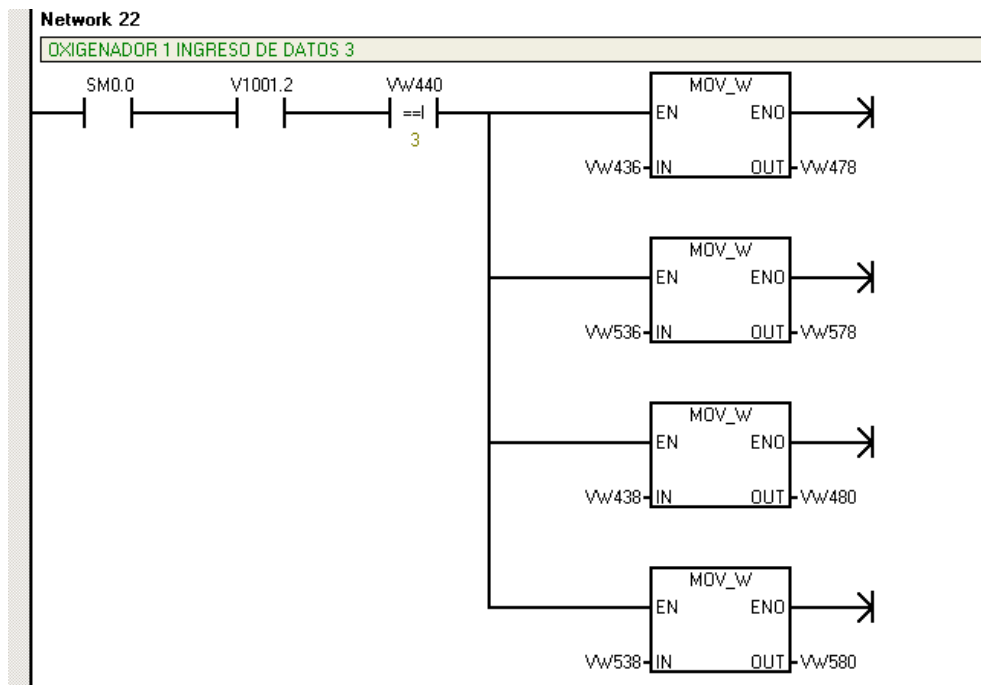 Network 22
OXIGENADOR 1 INGRESO DE DATOS 3
SM0.0 V1001.2 VW440
==I
3
MOV_W
EN ENO
VW436 IN OUT VW478
MOV_W
EN ENO
VW536 IN OUT VW578
MOV_W
EN ENO
VW438 IN OUT VW480
MOV_W
EN ENO
VW538 IN OUT VW580